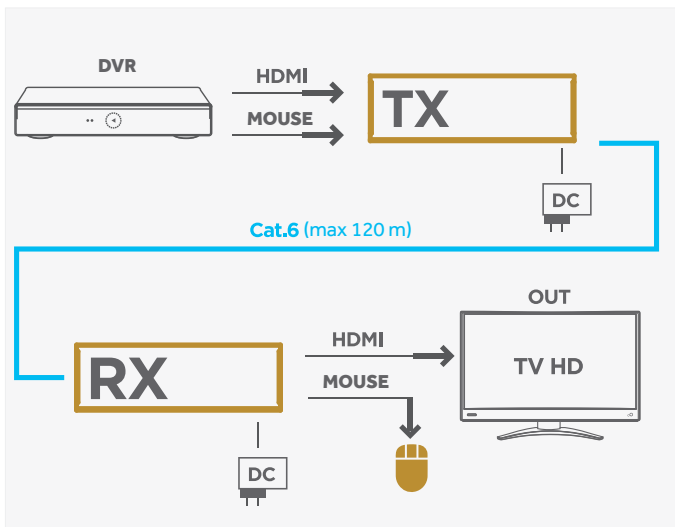 DVR
HDMI
MOUSE
TX
DC
Cat.6 (max 120 m)
RX
HDMI
MOUSE
OUT
TV HD
DC